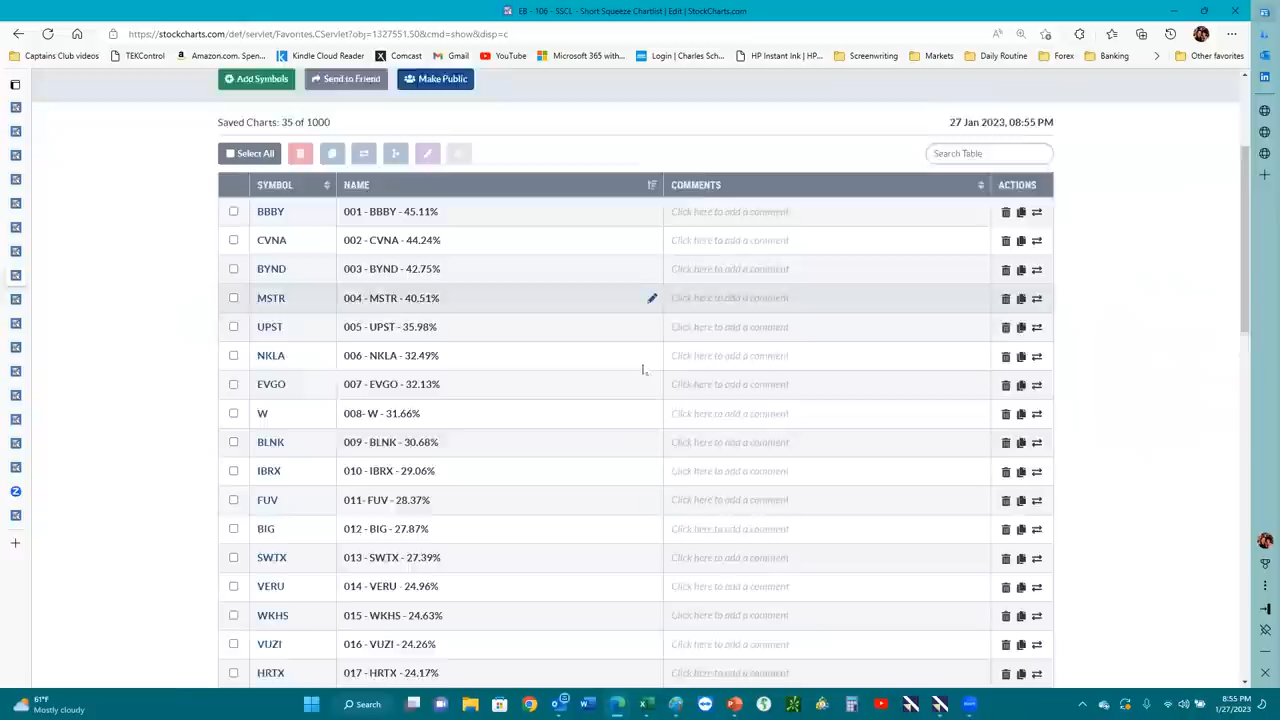 EB - 106 - SSCL - Short Squeeze Chartlist | Edit | StockCharts.com
https://stockcharts.com/def/servlet/Favorites.CServlet?obj=1327551.50&cmd=show&disp=c
Captains Club videos TEKControl Amazon.com. Spen... Kindle Cloud Reader Comcast Gmail YouTube Microsoft 365 with... Login | Charles Sch... HP Instant Ink | HP... Screenwriting Markets Daily Routine Forex Banking Other favorites
Add Symbols Send to Friend Make Public
Saved Charts: 35 of 1000 27 Jan 2023, 08:55 PM
Select All Search Table
SYMBOL NAME COMMENTS ACTIONS
BBBY 001 - BBBY - 45.11% Click here to add a comment
CVNA 002 - CVNA - 44.24% Click here to add a comment
BYND 003 - BYND - 42.75% Click here to add a comment
MSTR 004 - MSTR - 40.51% Click here to add a comment
UPST 005 - UPST - 35.98% Click here to add a comment
NKLA 006 - NKLA - 32.49% Click here to add a comment
EVGO 007 - EVGO - 32.13% Click here to add a comment
W 008- W - 31.66% Click here to add a comment
BLNK 009 - BLNK - 30.68% Click here to add a comment
IBRX 010 - IBRX - 29.06% Click here to add a comment
FUV 011- FUV - 28.37% Click here to add a comment
BIG 012 - BIG - 27.87% Click here to add a comment
SWTX 013 - SWTX - 27.39% Click here to add a comment
VERU 014 - VERU - 24.96% Click here to add a comment
WKHS 015 - WKHS - 24.63% Click here to add a comment
VUZI 016 - VUZI - 24.26% Click here to add a comment
HRTX 017 - HRTX - 24.17% Click here to add a comment
61°F
Mostly cloudy
Search
8:55 PM
1/27/2023